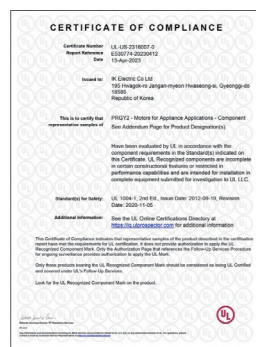 CERTIFICATE OF COMPLIANCE
Certificate Number UL-US-2316007-0
Report Reference E530774-20230412
Date 13-Apr-2023
Issued to: IK Electric Co Ltd
195 Hwagok-ro Jangan-myeon Hwaseong-si, Gyeonggi-do
18585
Republic of Korea
This is to certify that PRGY2 - Motors for Appliance Applications - Component
representative samples of See Addendum Page for Product Designation(s).
Have been evaluated by UL in accordance with the
component requirements in the Standard(s) indicated on
this Certificate. UL Recognized components are incomplete
in certain constructional features or restricted in
performance capabilities and are intended for installation in
complete equipment submitted for investigation to UL LLC.
Standard(s) for Safety: UL 1004-1, 2nd Ed., Issue Date: 2012-09-19, Revision
Date: 2020-11-05
Additional Information: See the UL Online Certifications Directory at
https://iq.ulprospector.com for additional information
This Certificate of Compliance indicates that representative samples of the product described in the certification
report have met the requirements for UL certification. It does not provide authorization to apply the UL
Recognized Component Mark. Only the Authorization Page that references the Follow-Up Services Procedure
for ongoing surveillance provides authorization to apply the UL Mark.
Only those products bearing the UL Recognized Component Mark should be considered as being UL Certified
and covered under UL's Follow-Up Services.
Look for the UL Recognized Component Mark on the product.
UL